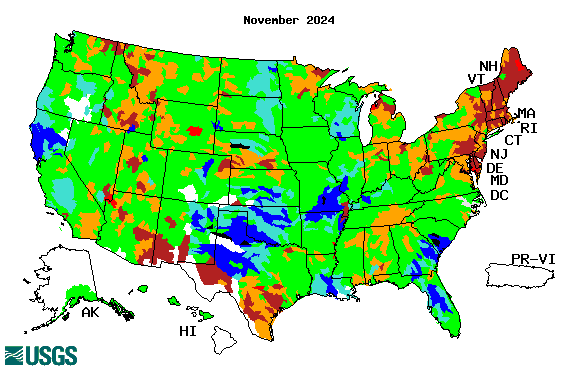 November 2024
NH
VT
MA
RI
CT
NJ
DE
MD
DC
PR-VI
AK
HI
USGS